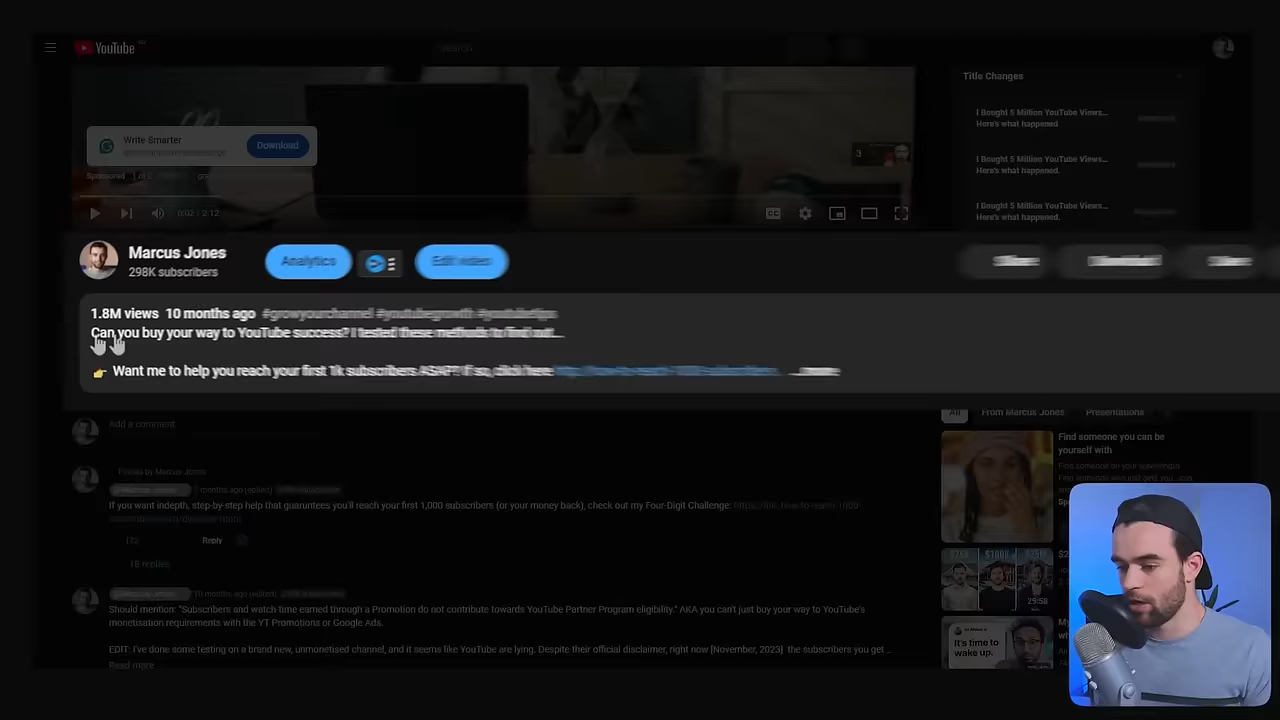 YouTube
Search
Title Changes
I Bought 5 Million YouTube Views...
Here's what happened
I Bought 5 Million YouTube Views...
Here's what happened.
I Bought 5 Million YouTube Views...
Here's what happened.
Write Smarter
Download
Sponsored
3
0:02 / 2:12
CC
Marcus Jones
298K subscribers
Analytics
Edit video
1.8M views 10 months ago #growyourchannel #youtubegrowth #youtubetips
Can you buy your way to YouTube success? I tested these methods to find out...
👉 Want me to help you reach your first 1k subscribers ASAP? If so, click here
...more
All
From Marcus Jones
Presentations
Add a comment
Find someone you can be
yourself with
Posted by Marcus Jones
months ago (edited)
If you want indepth, step-by-step help that guaruntees you'll reach your first 1,000 subscribers (or your money back), check out my Four-Digit Challenge:
172
Reply
18 replies
29:58
10 months ago (edited)
Should mention: "Subscribers and watch-time earned through a Promotion do not contribute towards YouTube Partner Program eligibility." AKA you can't just buy your way to YouTube's
monetisation requirements with the YT Promotions or Google Ads.
EDIT: I've done some testing on a brand new, unmonetised channel, and it seems like YouTube are lying. Despite their official disclaimer, right now [November, 2023] the subscribers you get ..
Read more
It's time to
wake up.